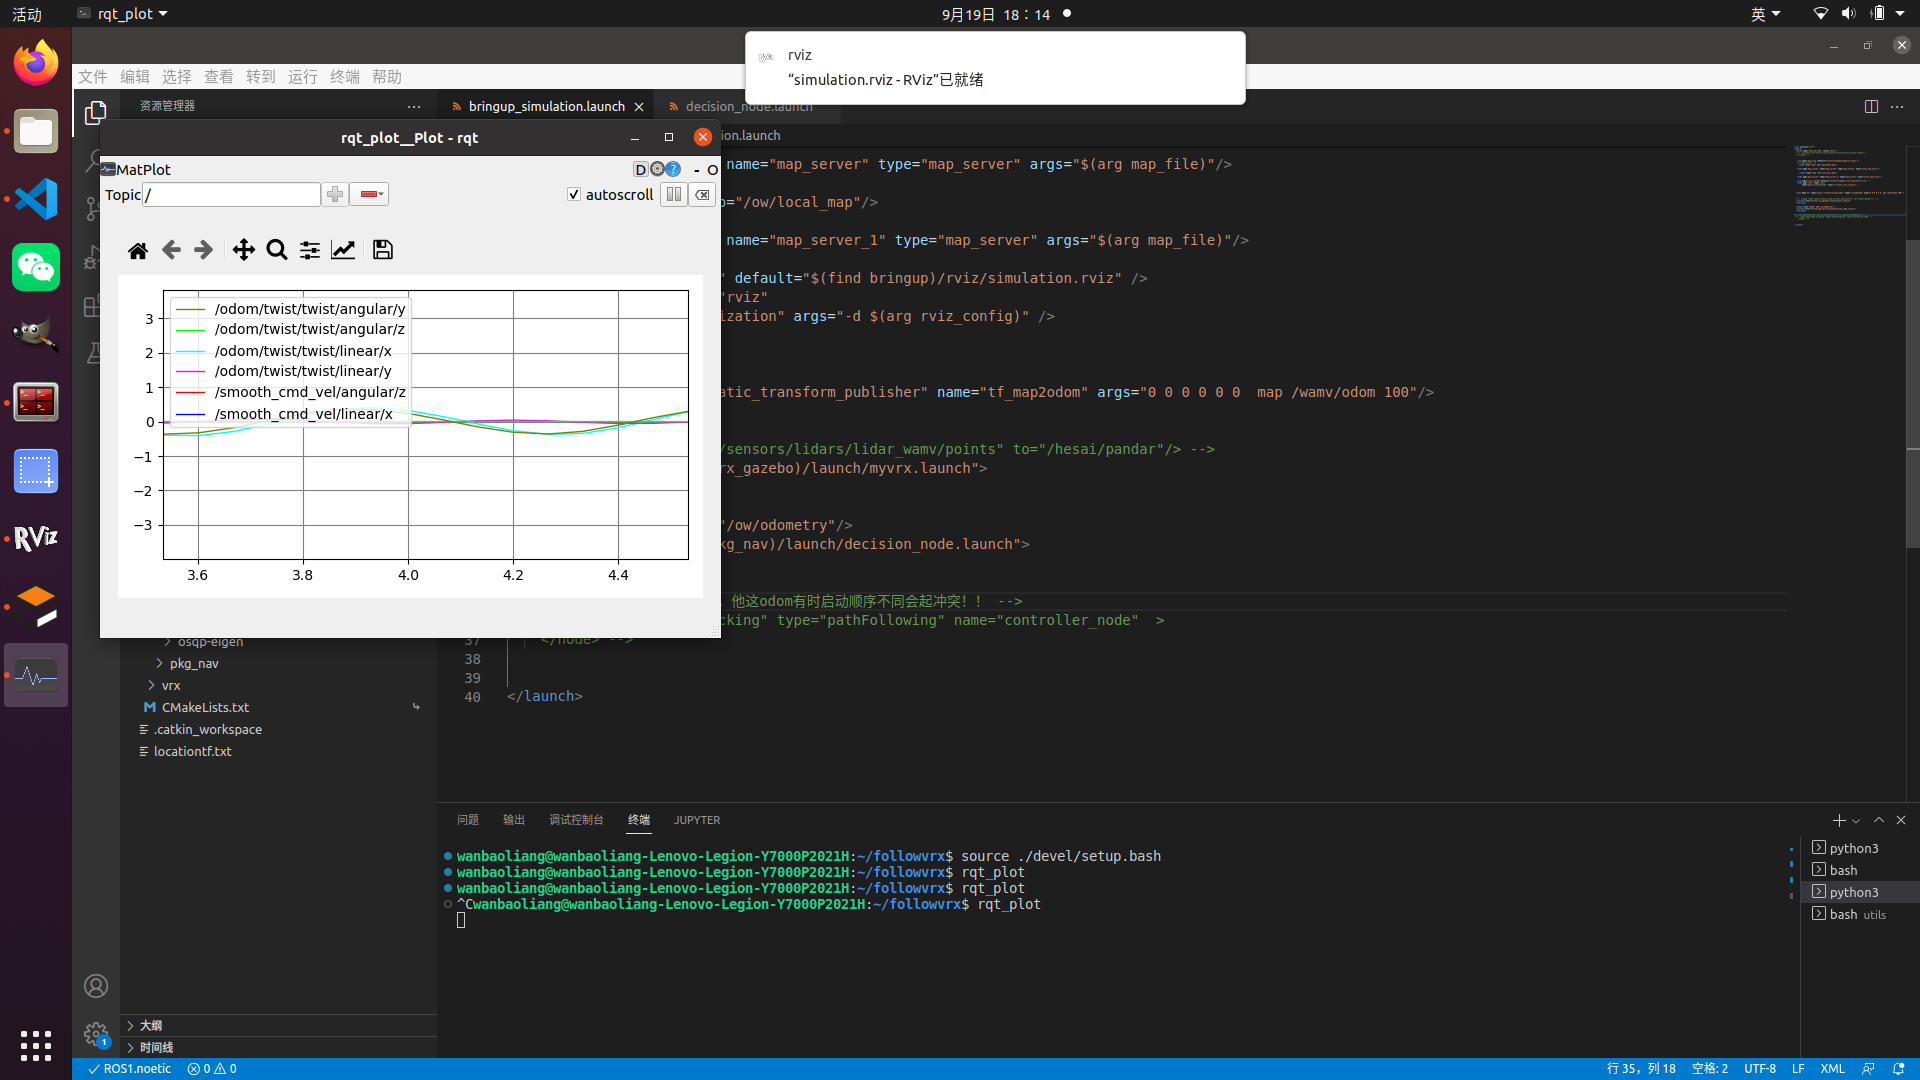 活动
rqt_plot
9月19日 18：14
英
rviz
“simulation.rviz - RViz”已就绪
文件 编辑 选择 查看 转到 运行 终端 帮助
资源管理器
bringup_simulation.launch
decision_node.launch
ion.launch
rqt_plot__Plot - rqt
MatPlot
D
?
- O
Topic /
autoscroll
/odom/twist/twist/angular/y
/odom/twist/twist/angular/z
/odom/twist/twist/linear/x
/odom/twist/twist/linear/y
/smooth_cmd_vel/angular/z
/smooth_cmd_vel/linear/x
3
2
1
0
−1
−2
−3
3.6 3.8 4.0 4.2 4.4
name="map_server" type="map_server" args="$(arg map_file)"/>
o="/ow/local_map"/>
name="map_server_1" type="map_server" args="$(arg map_file)"/>
" default="$(find bringup)/rviz/simulation.rviz" />
"rviz"
ization" args="-d $(arg rviz_config)" />
atic_transform_publisher" name="tf_map2odom" args="0 0 0 0 0 0  map /wamv/odom 100"/>
/sensors/lidars/lidar_wamv/points" to="/hesai/pandar"/> -->
rx_gazebo)/launch/myvrx.launch">
"/ow/odometry"/>
kg_nav)/launch/decision_node.launch">
他这odom有时启动顺序不同会起冲突！！ -->
cking" type="pathFollowing" name="controller_node"  >
37 </node> -->
38
39
40 </launch>
RViz
osqp-eigen
pkg_nav
vrx
M CMakeLists.txt
.catkin_workspace
locationtf.txt
大纲
时间线
问题 输出 调试控制台 终端 JUPYTER
wanbaoliang@wanbaoliang-Lenovo-Legion-Y7000P2021H:~/followvrx$ source ./devel/setup.bash
wanbaoliang@wanbaoliang-Lenovo-Legion-Y7000P2021H:~/followvrx$ rqt_plot
wanbaoliang@wanbaoliang-Lenovo-Legion-Y7000P2021H:~/followvrx$ rqt_plot
^Cwanbaoliang@wanbaoliang-Lenovo-Legion-Y7000P2021H:~/followvrx$ rqt_plot
python3
bash
python3
bash utils
1
ROS1.noetic
0 0
行 35，列 18
空格: 2
UTF-8
LF
XML